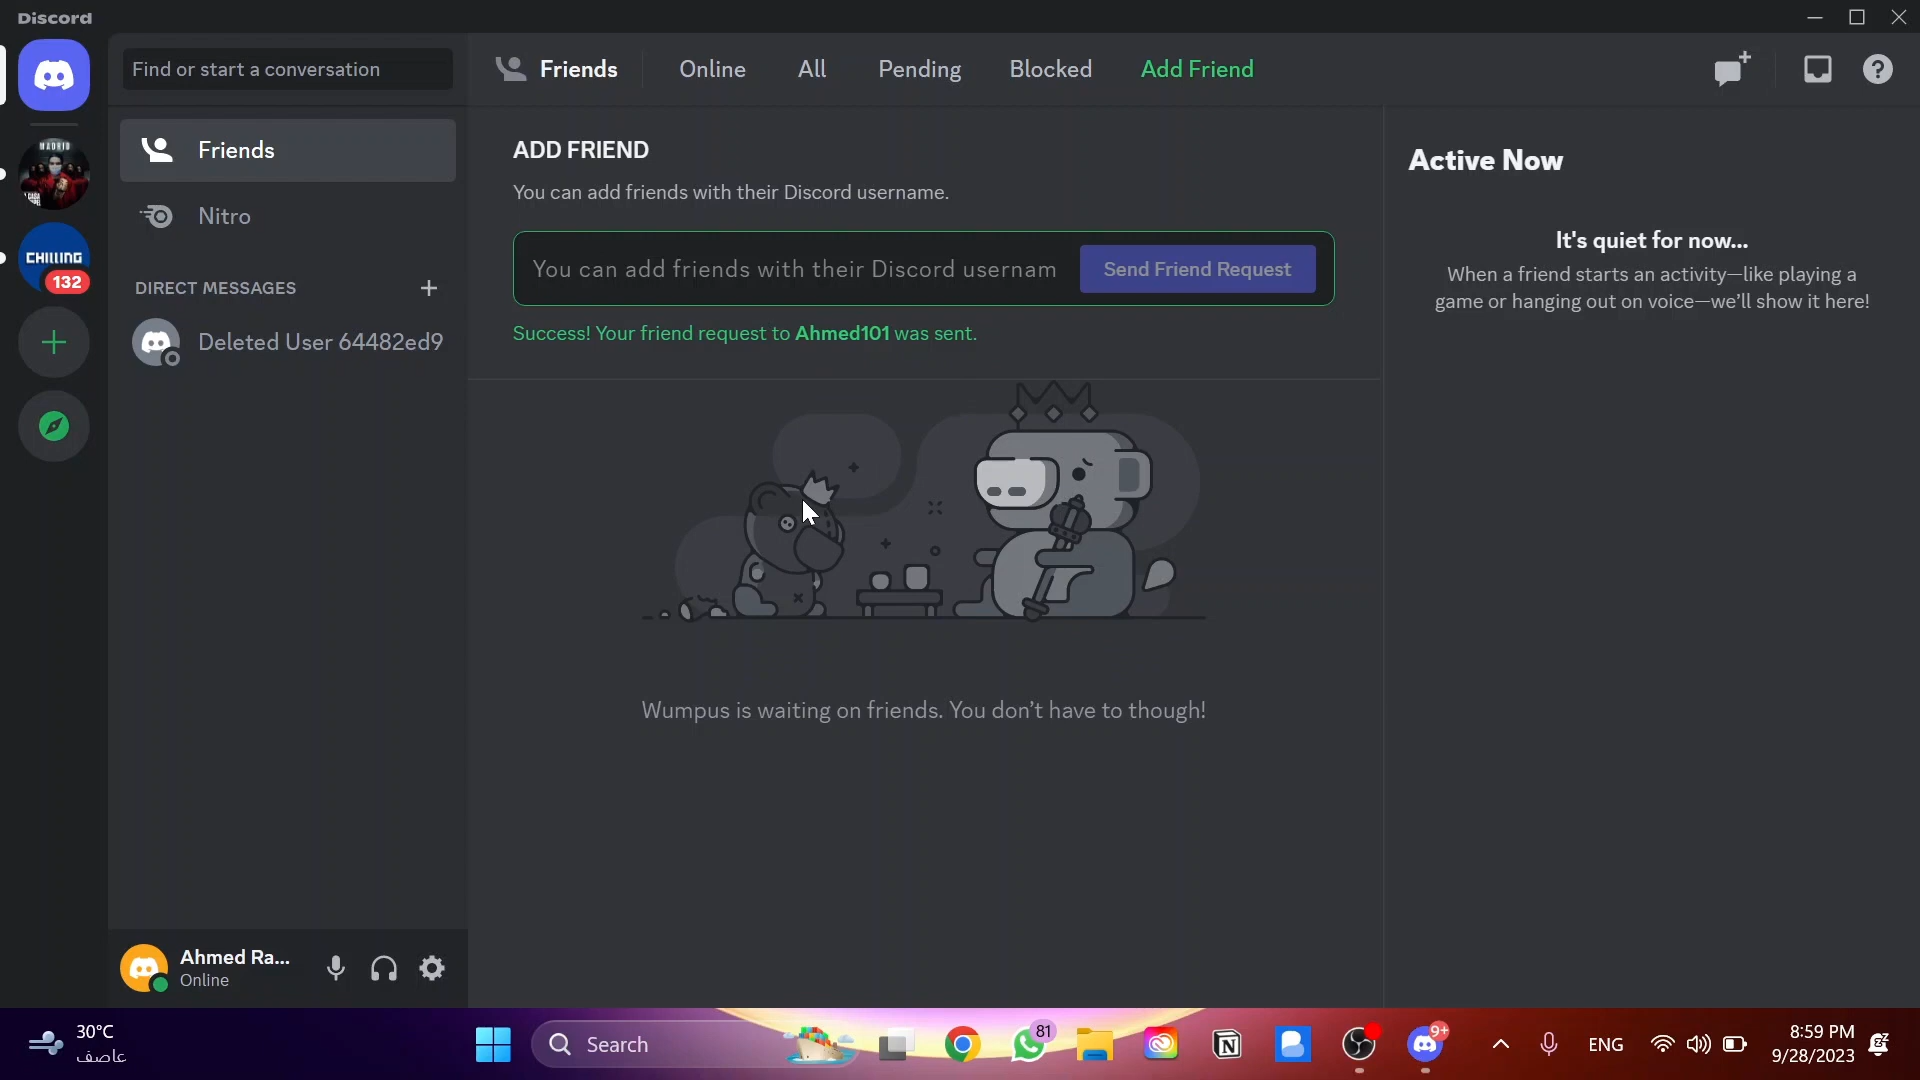 Discord
Find or start a conversation
Friends
Online
All
Pending
Blocked
Add Friend
MADRID
CHILLING
132
Friends
Nitro
DIRECT MESSAGES
Deleted User 64482ed9
ADD FRIEND
You can add friends with their Discord username.
You can add friends with their Discord usernam
Send Friend Request
Success! Your friend request to Ahmed101 was sent.
Wumpus is waiting on friends. You don't have to though!
Active Now
It's quiet for now...
When a friend starts an activity—like playing a
game or hanging out on voice—we'll show it here!
Ahmed Ra...
Online
30°C
عاصف
Search
81
9+
ENG
8:59 PM
9/28/2023